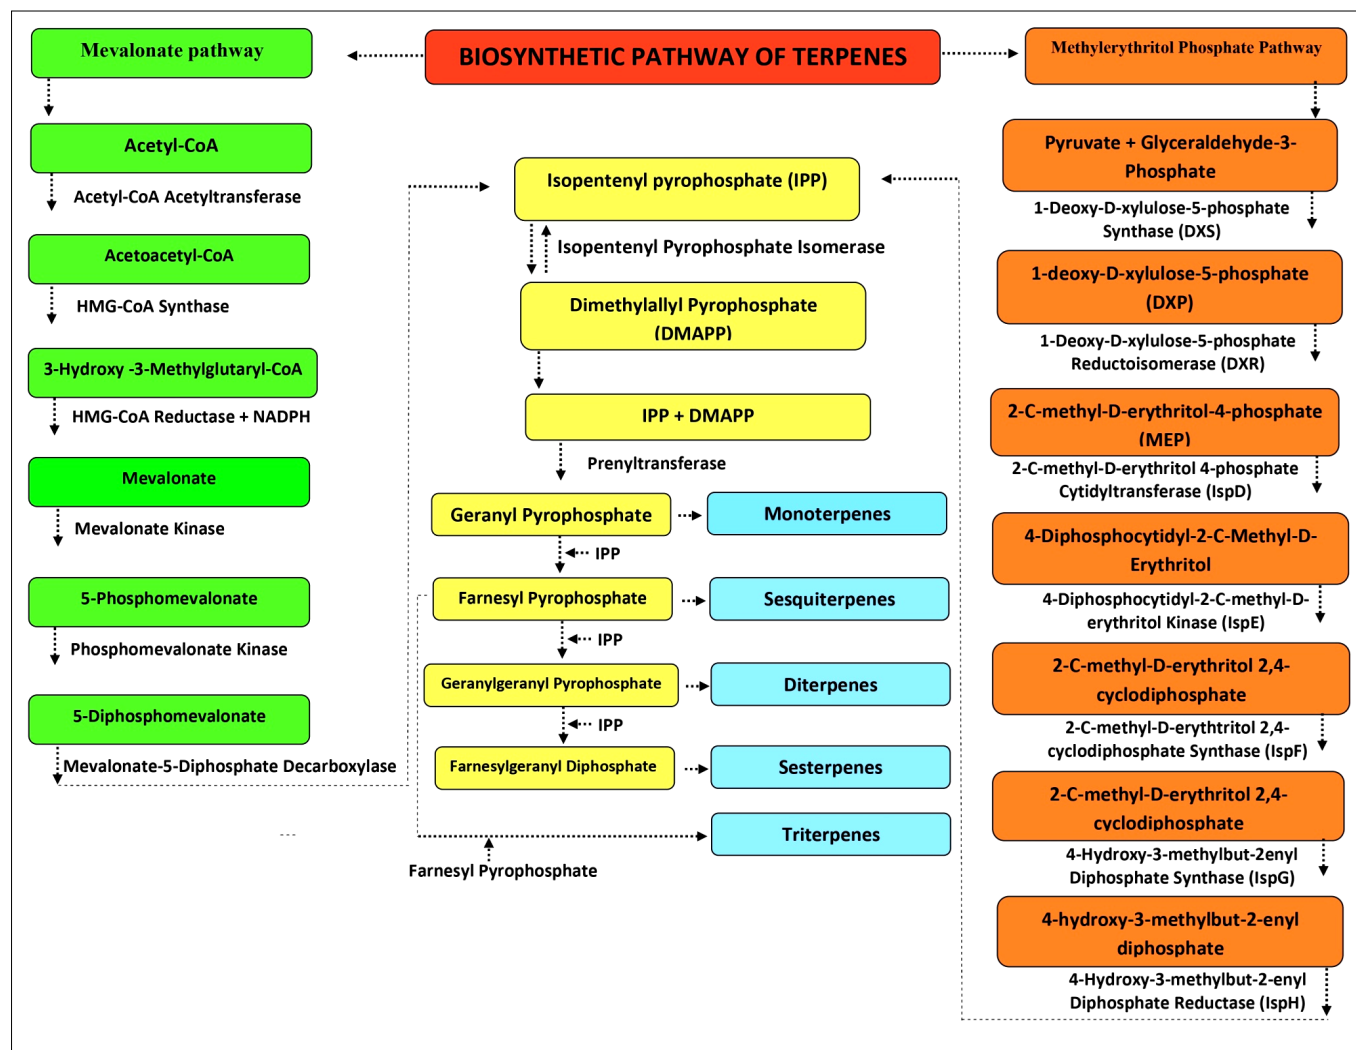 BIOSYNTHETIC PATHWAY OF TERPENES
Mevalonate pathway
Acetyl-CoA
Acetyl-CoA Acetyltransferase
Acetoacetyl-CoA
HMG-CoA Synthase
3-Hydroxy -3-Methylglutaryl-CoA
HMG-CoA Reductase + NADPH
Mevalonate
Mevalonate Kinase
5-Phosphomevalonate
Phosphomevalonate Kinase
5-Diphosphomevalonate
Mevalonate-5-Diphosphate Decarboxylase
Isopentenyl pyrophosphate (IPP)
Isopentenyl Pyrophosphate Isomerase
Dimethylallyl Pyrophosphate
(DMAPP)
IPP + DMAPP
Prenyltransferase
Geranyl Pyrophosphate
Monoterpenes
IPP
Farnesyl Pyrophosphate
Sesquiterpenes
IPP
Geranylgeranyl Pyrophosphate
Diterpenes
IPP
Farnesylgeranyl Diphosphate
Sesterpenes
Triterpenes
Farnesyl Pyrophosphate
Methylerythritol Phosphate Pathway
Pyruvate + Glyceraldehyde-3-
Phosphate
1-Deoxy-D-xylulose-5-phosphate
Synthase (DXS)
1-deoxy-D-xylulose-5-phosphate
(DXP)
1-Deoxy-D-xylulose-5-phosphate
Reductoisomerase (DXR)
2-C-methyl-D-erythritol-4-phosphate
(MEP)
2-C-methyl-D-erythritol 4-phosphate
Cytidyltransferase (IspD)
4-Diphosphocytidyl-2-C-Methyl-D-
Erythritol
4-Diphosphocytidyl-2-C-methyl-D-
erythritol Kinase (IspE)
2-C-methyl-D-erythritol 2,4-
cyclodiphosphate
2-C-methyl-D-erythtritol 2,4-
cyclodiphosphate Synthase (IspF)
2-C-methyl-D-erythritol 2,4-
cyclodiphosphate
4-Hydroxy-3-methylbut-2enyl
Diphosphate Synthase (IspG)
4-hydroxy-3-methylbut-2-enyl
diphosphate
4-Hydroxy-3-methylbut-2-enyl
Diphosphate Reductase (IspH)